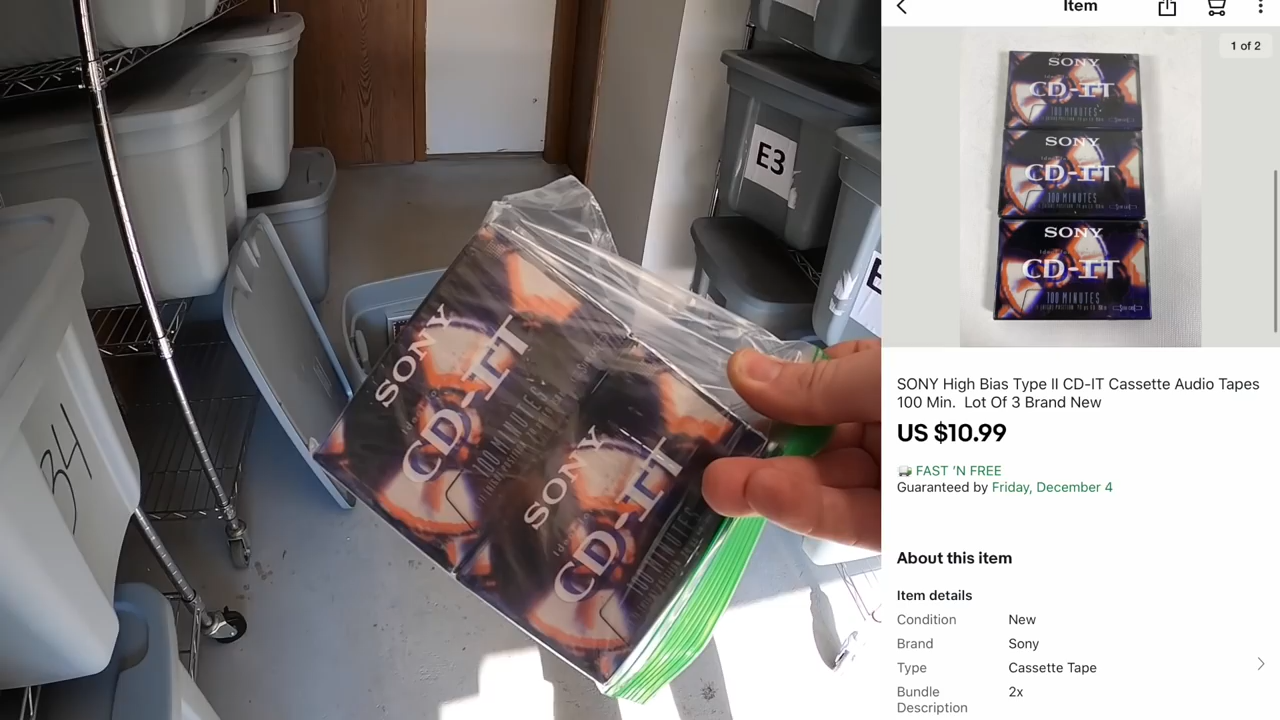 34
E3
SONY
CD-IT
100 MINUTES
SONY
CD-IT
100 MINUTES
Item
1 of 2
SONY
CD-IT
100 MINUTES
SONY
CD-IT
100 MINUTES
SONY
CD-IT
100 MINUTES
SONY High Bias Type II CD-IT Cassette Audio Tapes
100 Min. Lot Of 3 Brand New
US $10.99
FAST 'N FREE
Guaranteed by Friday, December 4
About this item
Item details
Condition New
Brand Sony
Type Cassette Tape
Bundle 2x
Description